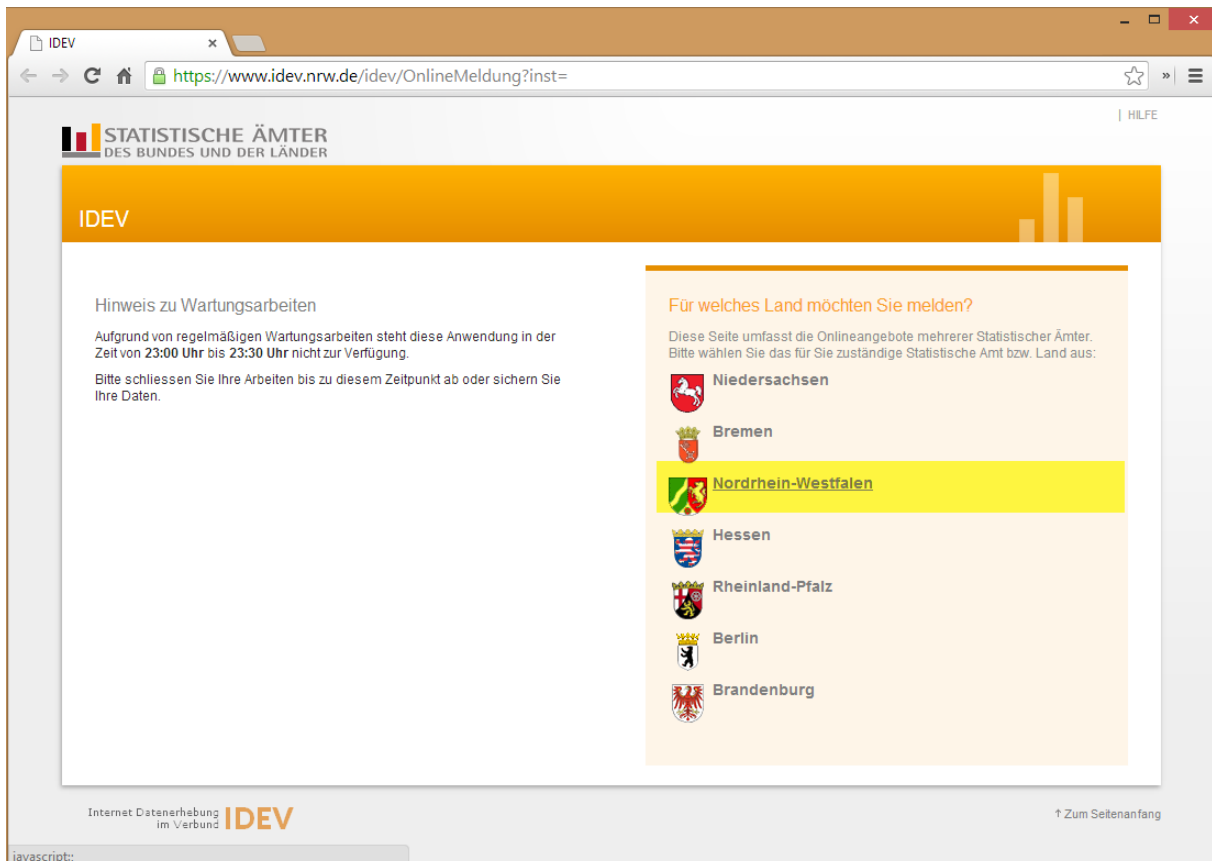 IDEV
https://www.idev.nrw.de/idev/OnlineMeldung?inst=
| HILFE
STATISTISCHE ÄMTER
DES BUNDES UND DER LÄNDER
IDEV
Hinweis zu Wartungsarbeiten
Aufgrund von regelmäßigen Wartungsarbeiten steht diese Anwendung in der
Zeit von 23:00 Uhr bis 23:30 Uhr nicht zur Verfügung.
Bitte schliessen Sie Ihre Arbeiten bis zu diesem Zeitpunkt ab oder sichern Sie
Ihre Daten.
Für welches Land möchten Sie melden?
Diese Seite umfasst die Onlineangebote mehrerer Statistischer Ämter.
Bitte wählen Sie das für Sie zuständige Statistische Amt bzw. Land aus:
Niedersachsen
Bremen
Nordrhein-Westfalen
Hessen
Rheinland-Pfalz
Berlin
Brandenburg
Internet Datenerhebung
im Verbund
IDEV
↑ Zum Seitenanfang
javascript:;